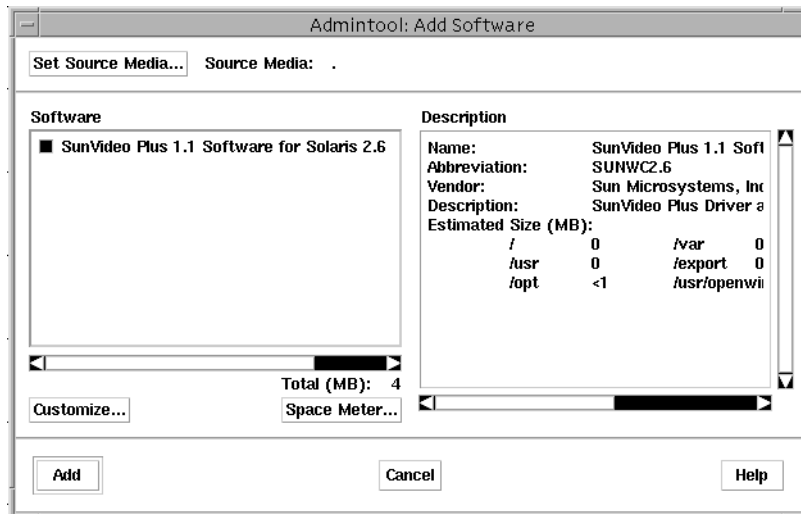 Admintool: Add Software
Set Source Media... Source Media: .
Software
SunVideo Plus 1.1 Software for Solaris 2.6
Total (MB): 4
Customize... Space Meter...
Description
Name: SunVideo Plus 1.1 Soft
Abbreviation: SUNWC2.6
Vendor: Sun Microsystems, Inc
Description: SunVideo Plus Driver a
Estimated Size (MB):
/ 0 /var 0
/usr 0 /export 0
/opt <1 /usr/openwi
Add Cancel Help